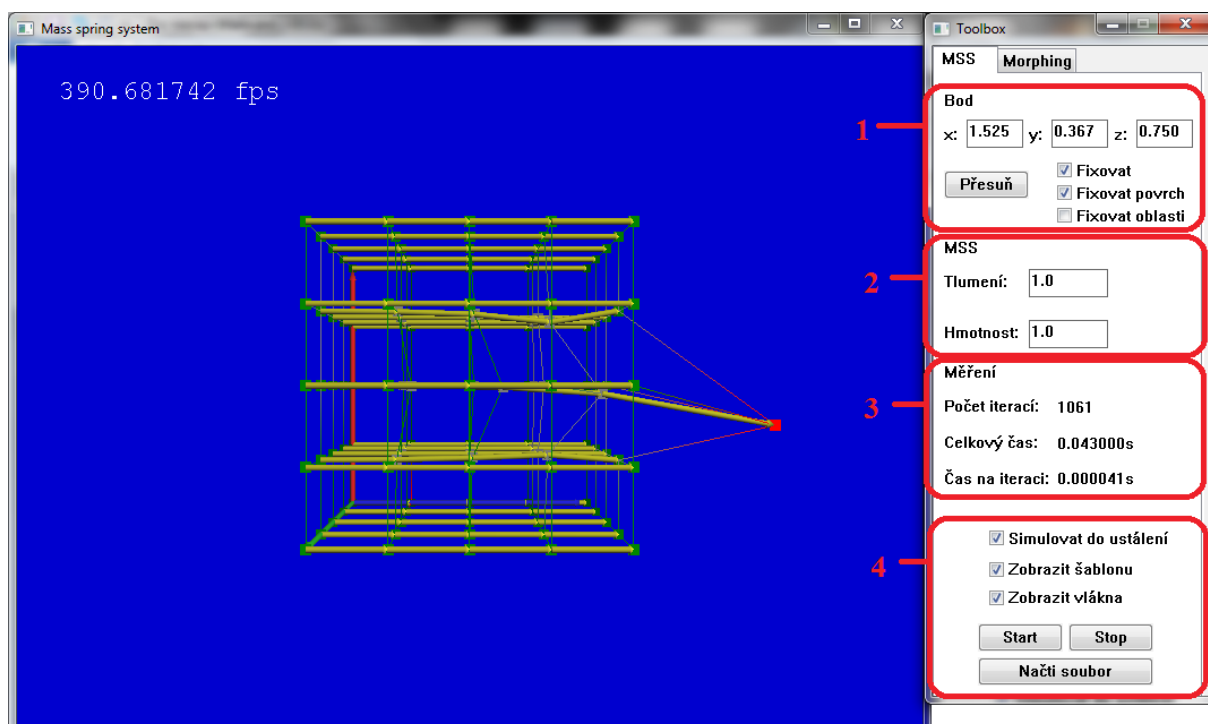 Mass spring system
390.681742 fps
Toolbox
MSS Morphing
1
Bod
x: 1.525 y: 0.367 z: 0.750
Přesuň
Fixovat
Fixovat povrch
Fixovat oblasti
2
MSS
Tlumení: 1.0
Hmotnost: 1.0
3
Měření
Počet iterací: 1061
Celkový čas: 0.043000s
Čas na iteraci: 0.000041s
4
Simulovat do ustálení
Zobrazit šablonu
Zobrazit vlákna
Start Stop
Načti soubor